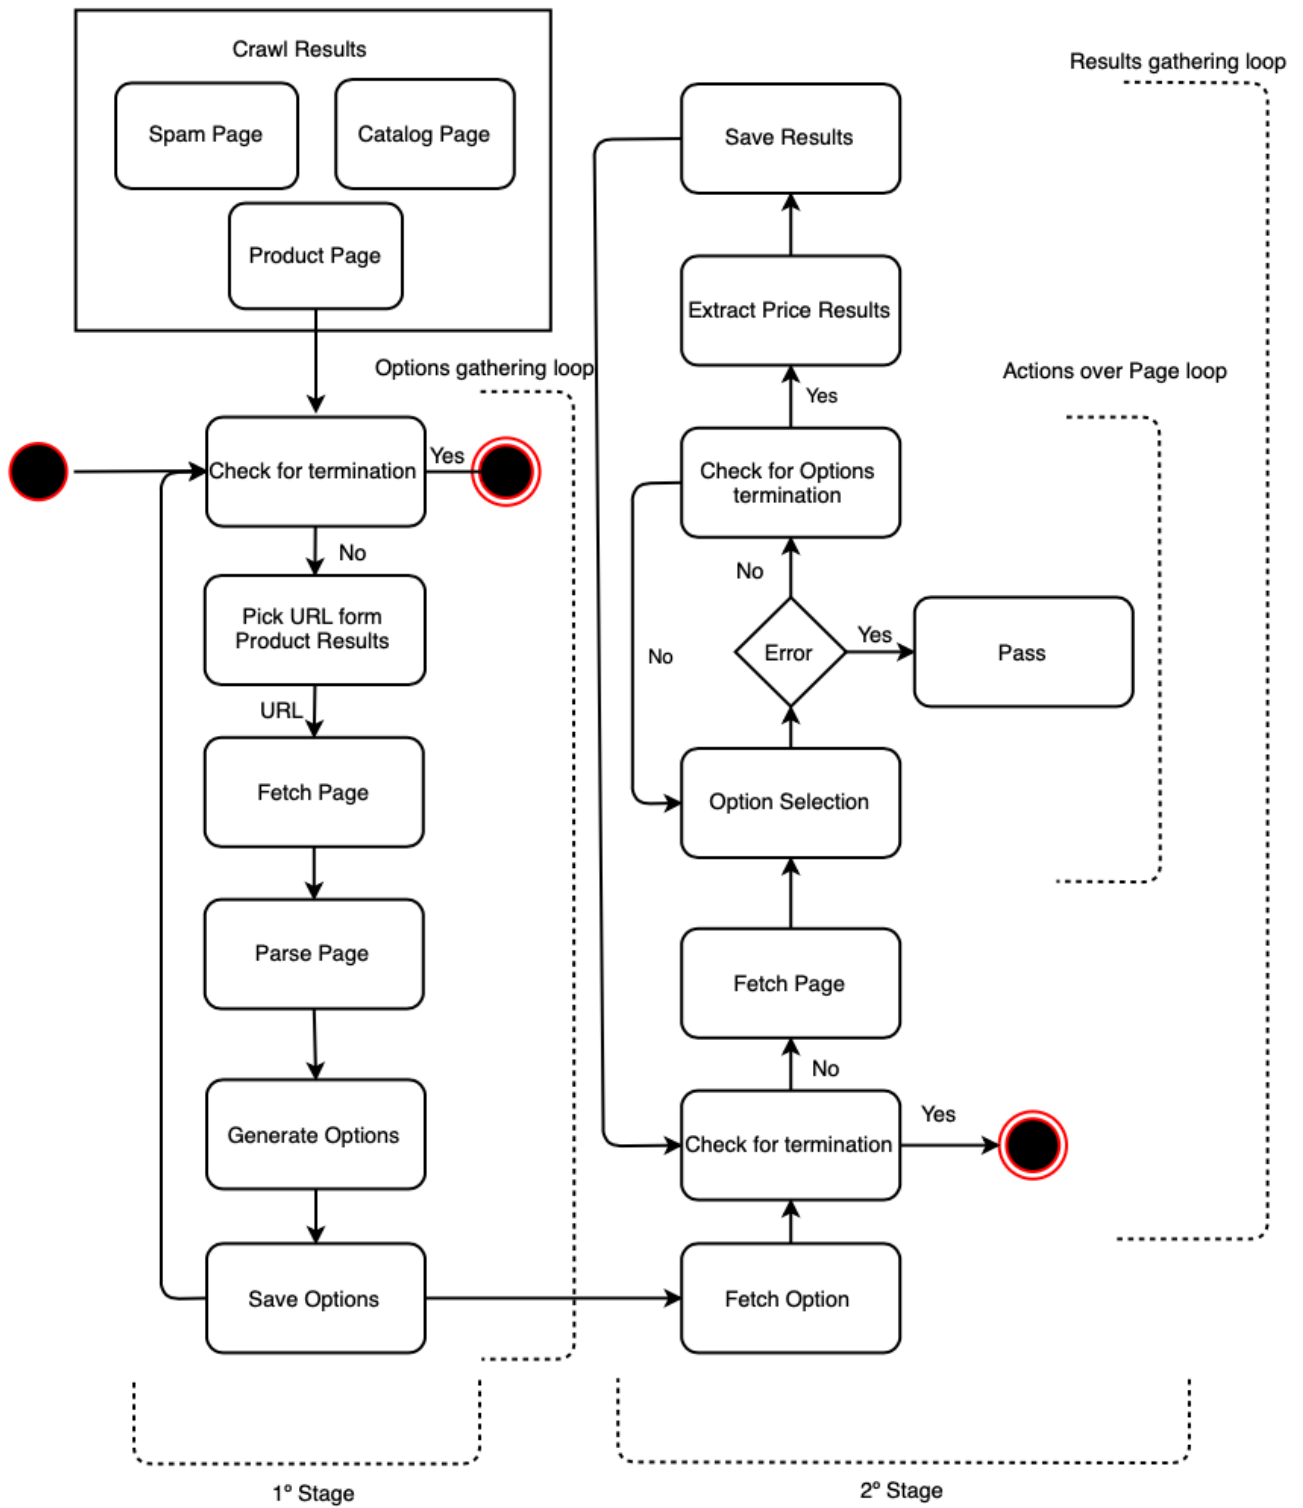 Crawl Results
Spam Page
Catalog Page
Product Page
Options gathering loop
Check for termination
Yes
No
Pick URL form
Product Results
URL
Fetch Page
Parse Page
Generate Options
Save Options
1º Stage
Results gathering loop
Save Results
Extract Price Results
Actions over Page loop
Yes
Check for Options
termination
No
No
Error
Yes
Pass
Option Selection
Fetch Page
No
Check for termination
Yes
Fetch Option
2º Stage